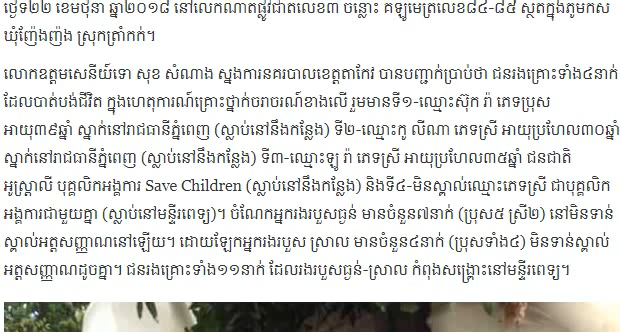 ថ្ងៃទី២២ ខែមិថុនា ឆ្នាំ២០១៨ នៅលើកណាត់ផ្លូវជាតិលេខ៣ ចន្លោះ គីឡូម៉ែត្រលេខ៨៤-៨៥ ស្ថិតក្នុងភូមិកស
ឃុំញ៉ែងញ៉ង ស្រុកត្រាំកក់។
លោកឧត្តមសេនីយ៍ទោ សុខ សំណាង ស្នងការនគរបាលខេត្តតាកែវ បានបញ្ជាក់ប្រាប់ថា ជនរងគ្រោះទាំង៤នាក់
ដែលបាត់បង់ជីវិត ក្នុងហេតុការណ៍គ្រោះថ្នាក់ចរាចរណ៍ខាងលើ រួមមានទី១-ឈ្មោះស៊ុក រ៉ា ភេទប្រុស
អាយុ៣៩ឆ្នាំ ស្នាក់នៅរាជធានីភ្នំពេញ (ស្លាប់នៅនឹងកន្លែង) ទី២-ឈ្មោះកូ លីណា ភេទស្រី អាយុប្រហែល៣០ឆ្នាំ
ស្នាក់នៅរាជធានីភ្នំពេញ (ស្លាប់នៅនឹងកន្លែង) ទី៣-ឈ្មោះឡូ រ៉ា ភេទស្រី អាយុប្រហែល៣៥ឆ្នាំ ជនជាតិ
អូស្ត្រាលី បុគ្គលិកអង្គការ Save Children (ស្លាប់នៅនឹងកន្លែង) និងទី៤-មិនស្គាល់ឈ្មោះភេទស្រី ជាបុគ្គលិក
អង្គការជាមួយគ្នា (ស្លាប់នៅមន្ទីរពេទ្យ)។ ចំណែកអ្នករងរបួសធ្ងន់ មានចំនួន៧នាក់ (ប្រុស៥ ស្រី២) នៅមិនទាន់
ស្គាល់អត្តសញ្ញាណនៅឡើយ។ ដោយឡែកអ្នករងរបួស ស្រាល មានចំនួន៤នាក់ (ប្រុសទាំង៤) មិនទាន់ស្គាល់
អត្តសញ្ញាណដូចគ្នា។ ជនរងគ្រោះទាំង១១នាក់ ដែលរងរបួសធ្ងន់-ស្រាល កំពុងសង្គ្រោះនៅមន្ទីរពេទ្យ។